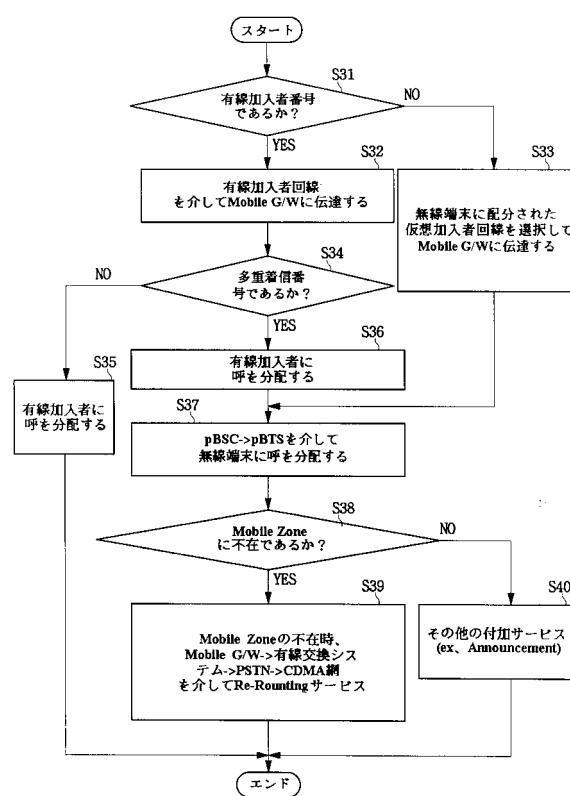 スタート
S31
有線加入者番号
であるか?
NO
YES
S32
有線加入者回線
を介してMobile G/Wに伝達する
S33
無線端末に配分された
仮想加入者回線を選択して
Mobile G/Wに伝達する
S34
多重着信番
号であるか?
NO
YES
S35
有線加入者に
呼を分配する
S36
有線加入者に
呼を分配する
S37
pBSC->pBTSを介して
無線端末に呼を分配する
S38
Mobile Zone
に不在であるか?
NO
YES
S39
Mobile Zoneの不在時、
Mobile G/W->有線交換シス
テム->PSTN->CDMA網
を介してRe-Rountingサービス
S40
その他の付加サービス
(ex、Announcement)
エンド